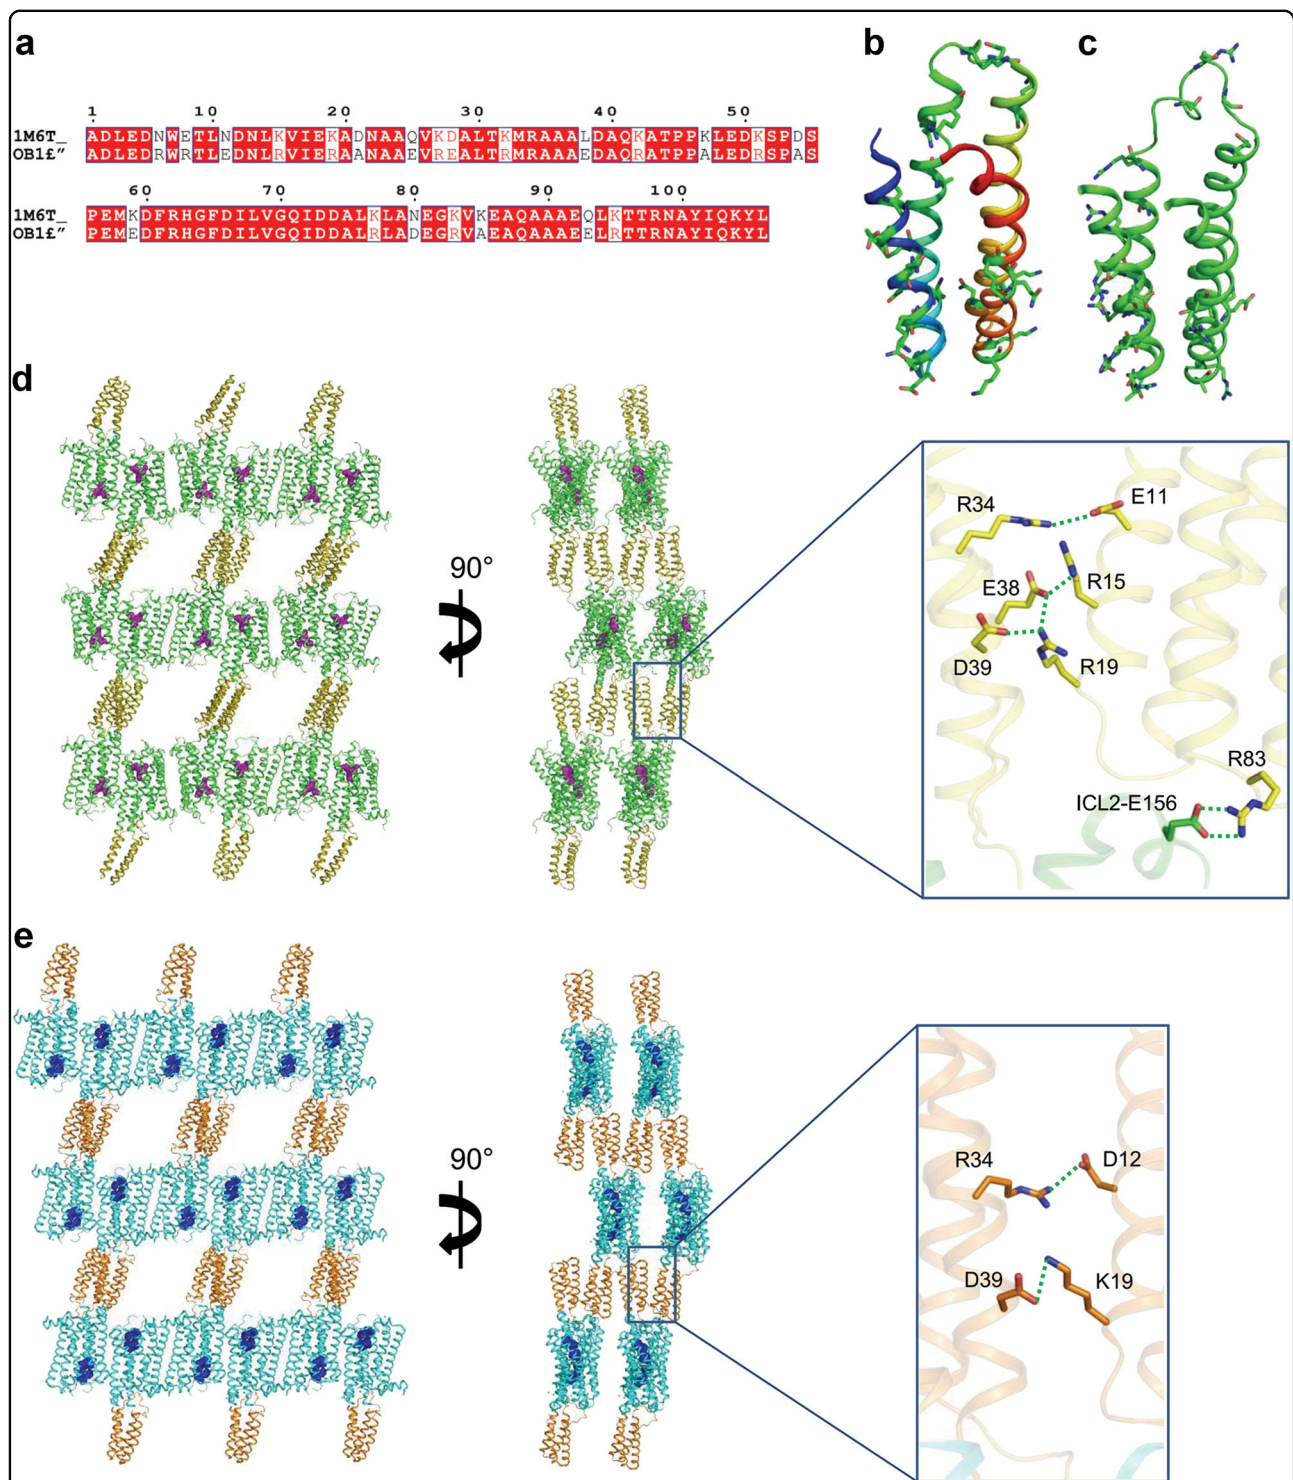 a
1 10 20 30 40 50
1M6T_ ADLEDNWETLNDNLKVIEKADNAAQVKDALTKMRAAALDAQKATPPKLEDKSPDS
OB1£” ADLEDRWRTLEDNLRVIERAANAAEVREALTRMRAAAEDAQRATPPALEDRSPAS
60 70 80 90 100
1M6T_ PEMKDFRHGFDILVGQIDDALKLANEGKVKEAQAAAEQLKTTRNAYIQKYL
OB1£” PEMEDFRHGFDILVGQIDDALRLADEGRVAEAQAAAEELRTTRNAYIQKYL
b
c
d
90°
R34
E11
E38
R15
D39
R19
R83
ICL2-E156
e
90°
R34
D12
D39
K19